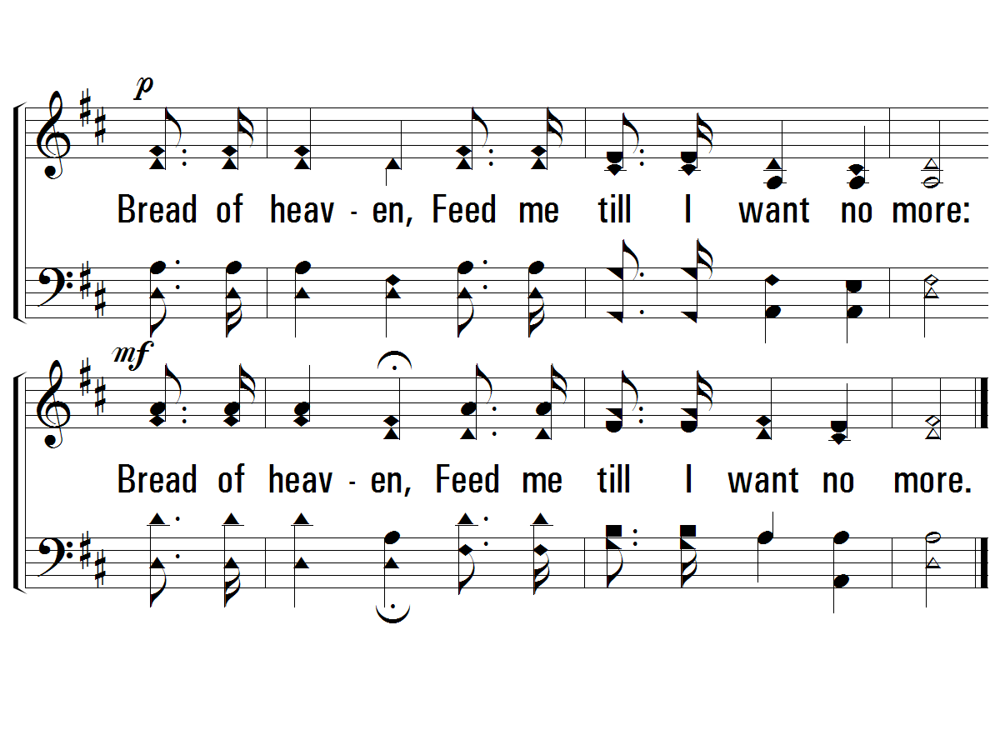 p
Bread of heav - en, Feed me till I want no more:
mf
Bread of heav - en, Feed me till I want no more.